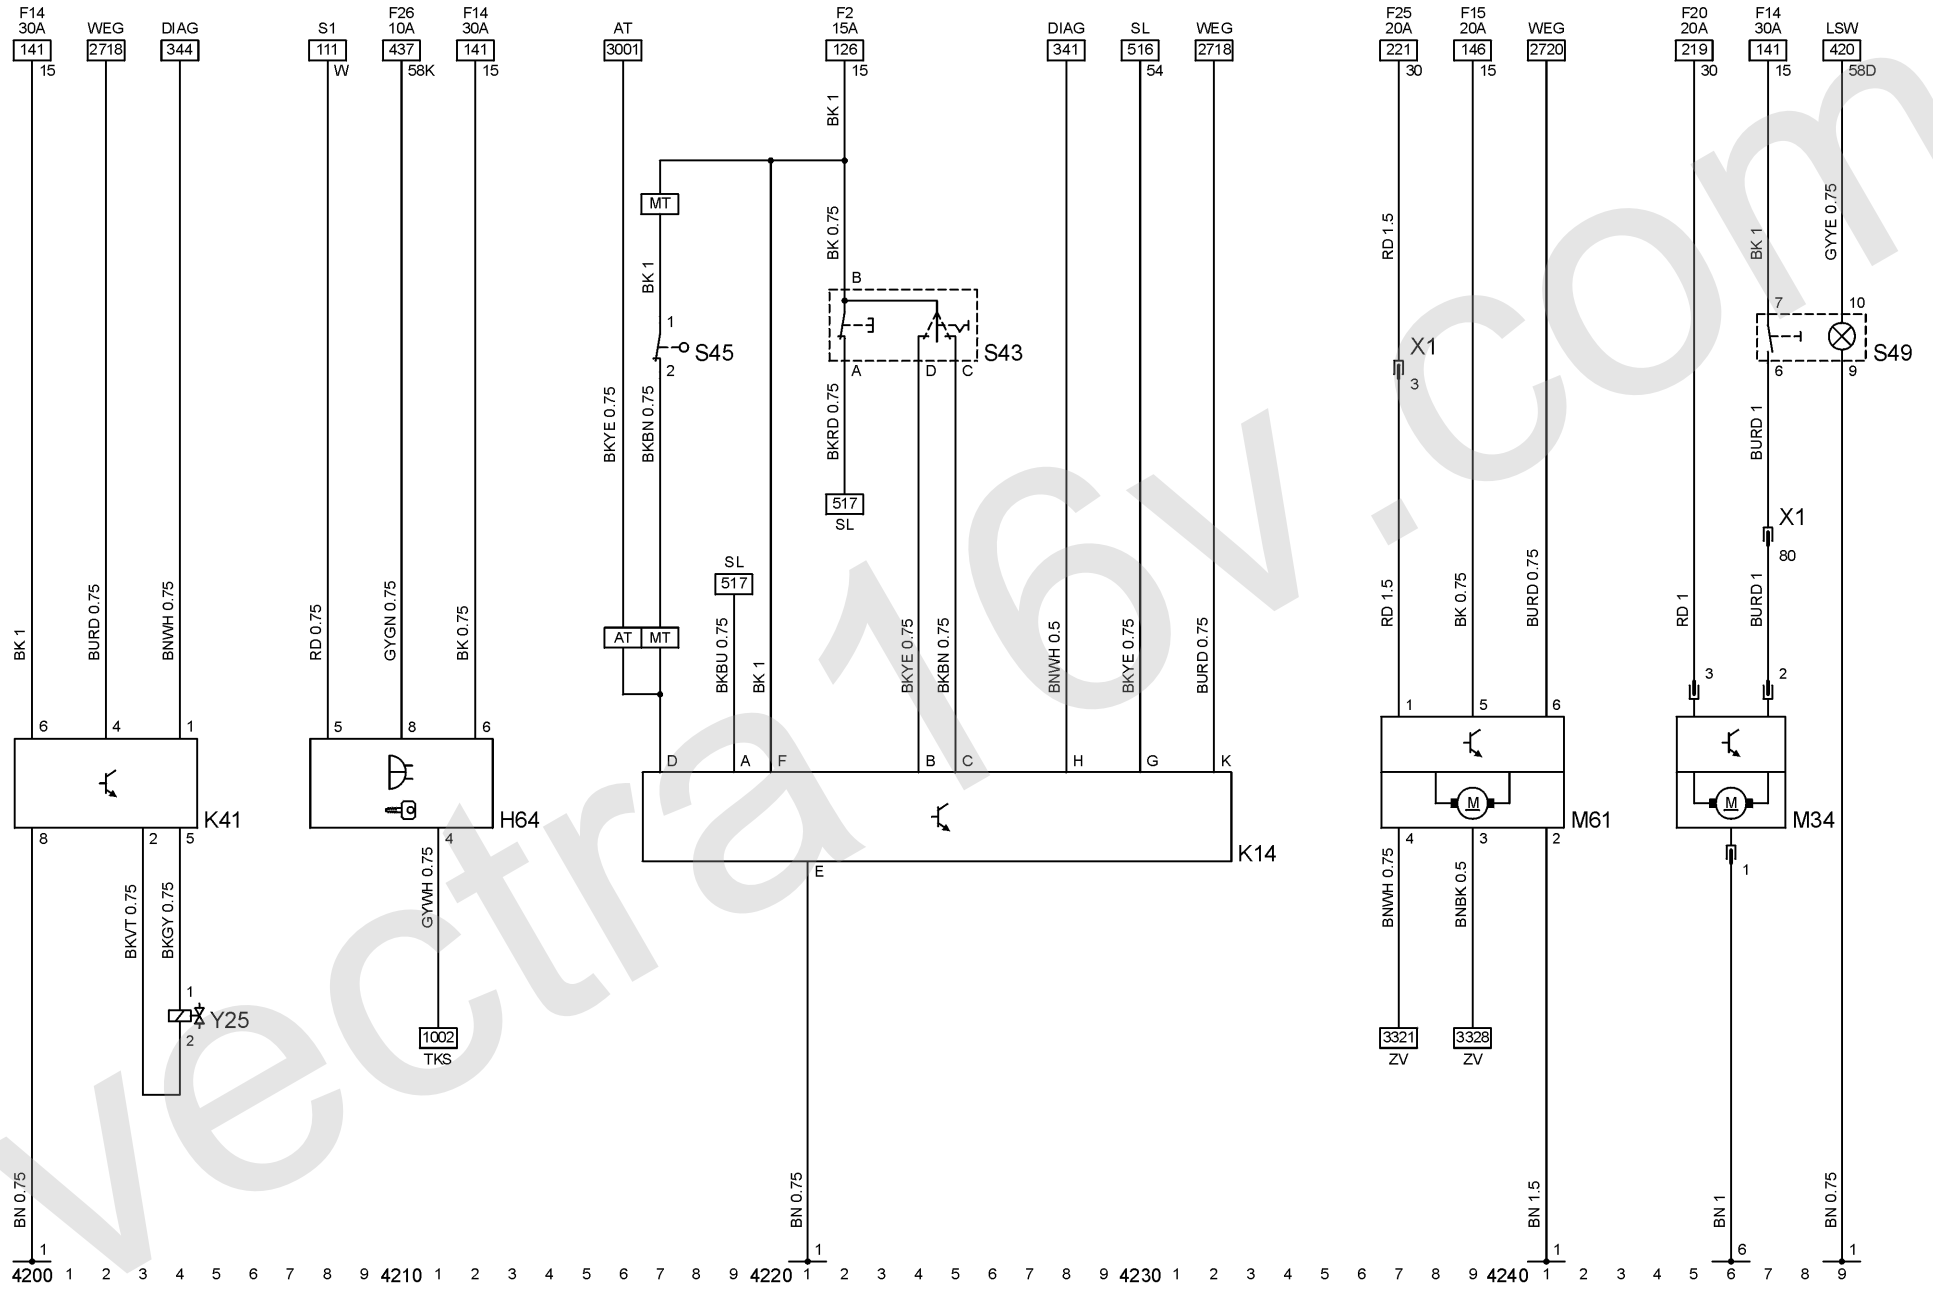 F14
30A
WEG
DIAG
S1
F26
10A
F14
30A
AT
F2
15A
DIAG
SL
WEG
F25
20A
F15
20A
WEG
F20
20A
F14
30A
LSW
141
2718
344
111
437
141
3001
126
341
516
2718
221
146
2720
219
141
420
15
W
58K
15
15
54
30
15
30
15
58D
BK 1
MT
BK 0.75
RD 1.5
BK 1
GYYE 0.75
BK 1
B
1
S45
2
S43
A
D
C
X1
3
7
10
S49
6
9
BKYE 0.75
BKBN 0.75
BKRD 0.75
BURD 1
517
SL
X1
80
SL
517
BK 1
BURD 0.75
BNWH 0.75
RD 0.75
GYGN 0.75
BK 0.75
AT
MT
BKBU 0.75
BK 1
BKYE 0.75
BKBN 0.75
BNWH 0.5
BKYE 0.75
BURD 0.75
RD 1.5
BK 0.75
BURD 0.75
RD 1
BURD 1
3
2
6
4
1
5
8
6
1
5
6
D
A
F
B
C
H
G
K
K41
H64
K14
M
M61
M
M34
8
2
5
4
E
4
3
2
1
BKVT 0.75
BKGY 0.75
GYWH 0.75
BNWH 0.75
BNBK 0.5
1
Y25
2
1002
TKS
3321
ZV
3328
ZV
BN 0.75
BN 0.75
BN 1.5
BN 1
BN 0.75
1
1
1
6
1
4200 1 2 3 4 5 6 7 8 9 4210 1 2 3 4 5 6 7 8 9 4220 1 2 3 4 5 6 7 8 9 4230 1 2 3 4 5 6 7 8 9 4240 1 2 3 4 5 6 7 8 9
vectra16v.com